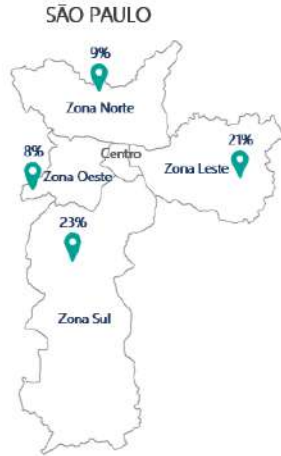 SÃO PAULO
9%
Zona Norte
8%
Zona Oeste
Centro
21%
Zona Leste
23%
Zona Sul